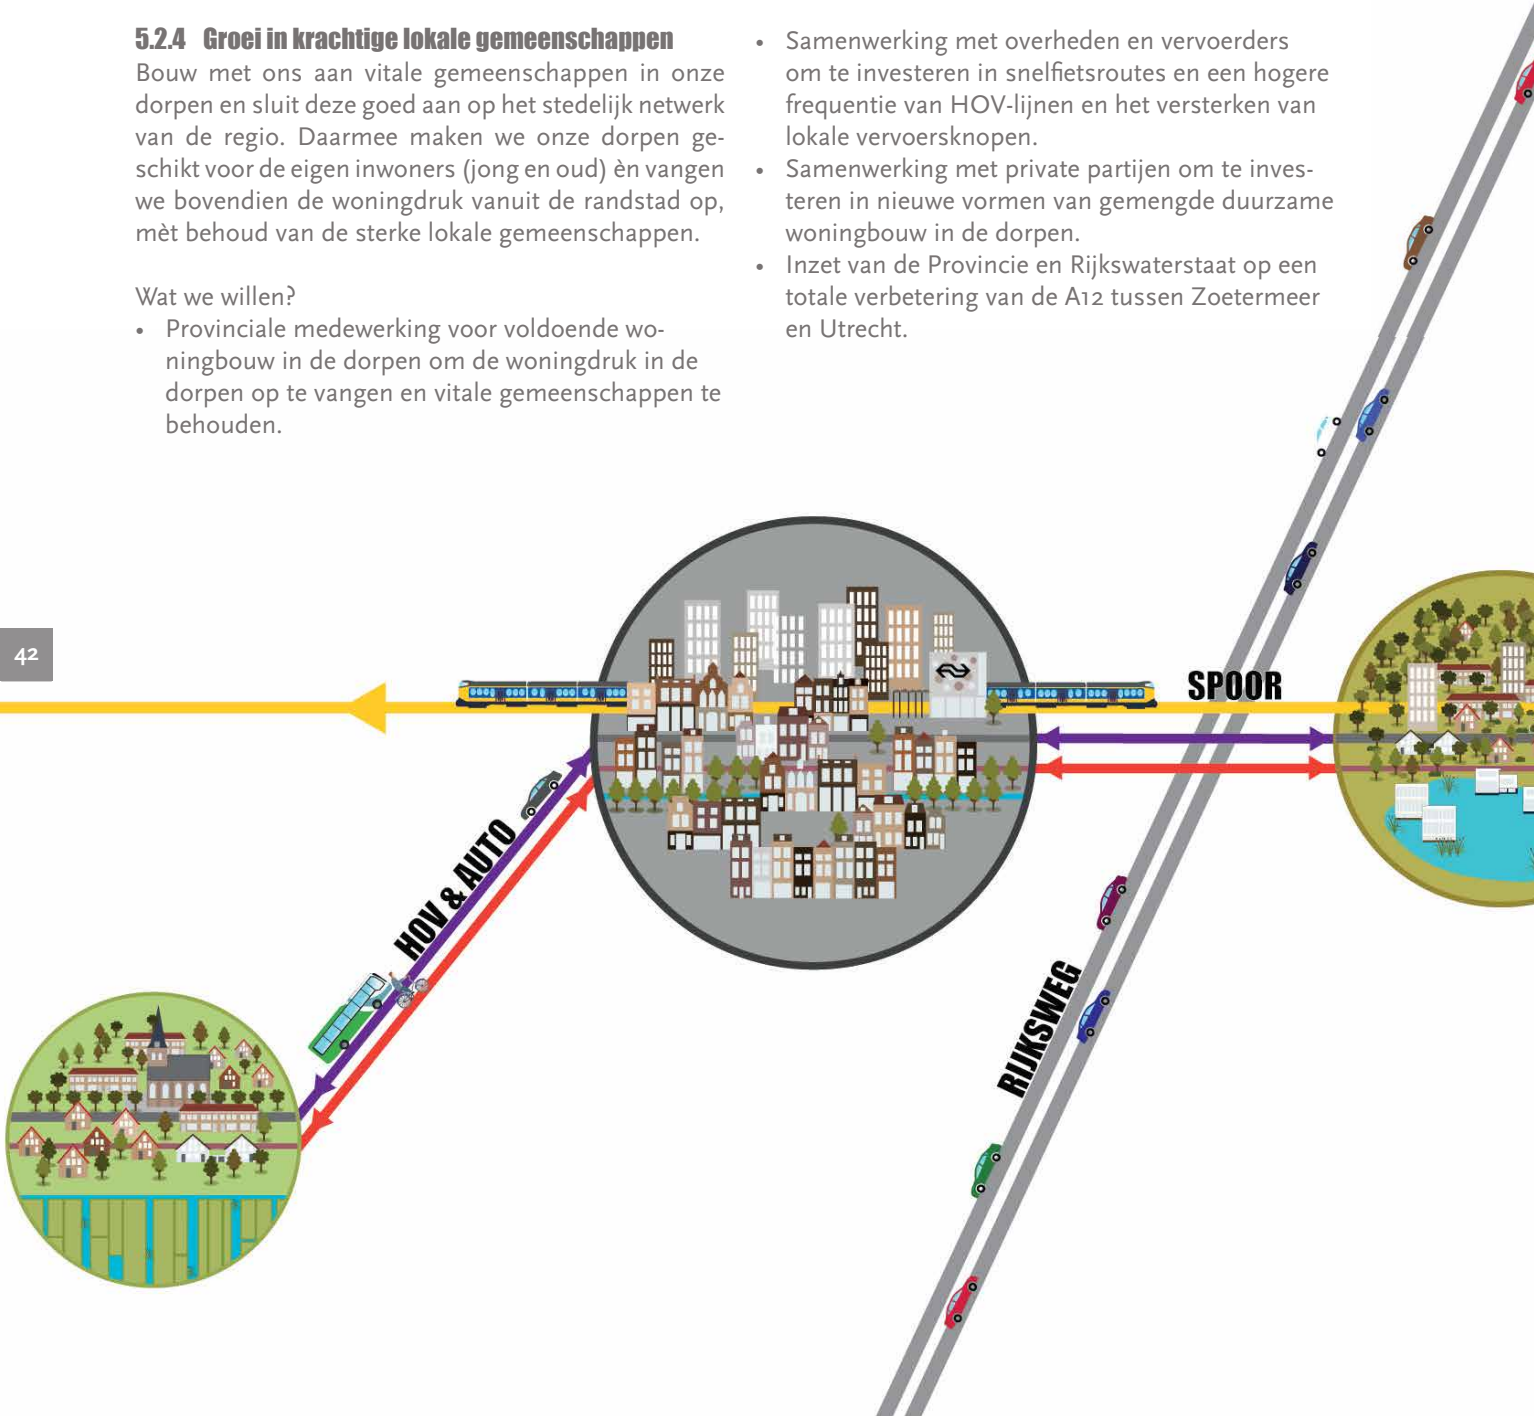 5.2.4 Groei in krachtige lokale gemeenschappen
Bouw met ons aan vitale gemeenschappen in onze
dorpen en sluit deze goed aan op het stedelijk netwerk
van de regio. Daarmee maken we onze dorpen ge-
schikt voor de eigen inwoners (jong en oud) èn vangen
we bovendien de woningdruk vanuit de randstad op,
mèt behoud van de sterke lokale gemeenschappen.
Wat we willen?
• Provinciale medewerking voor voldoende wo-
ningbouw in de dorpen om de woningdruk in de
dorpen op te vangen en vitale gemeenschappen te
behouden.
• Samenwerking met overheden en vervoerders
om te investeren in snelfietsroutes en een hogere
frequentie van HOV-lijnen en het versterken van
lokale vervoersknopen.
• Samenwerking met private partijen om te inves-
teren in nieuwe vormen van gemengde duurzame
woningbouw in de dorpen.
• Inzet van de Provincie en Rijkswaterstaat op een
totale verbetering van de A12 tussen Zoetermeer
en Utrecht.
42
SPOOR
HOV & AUTO
RIJKSWEG